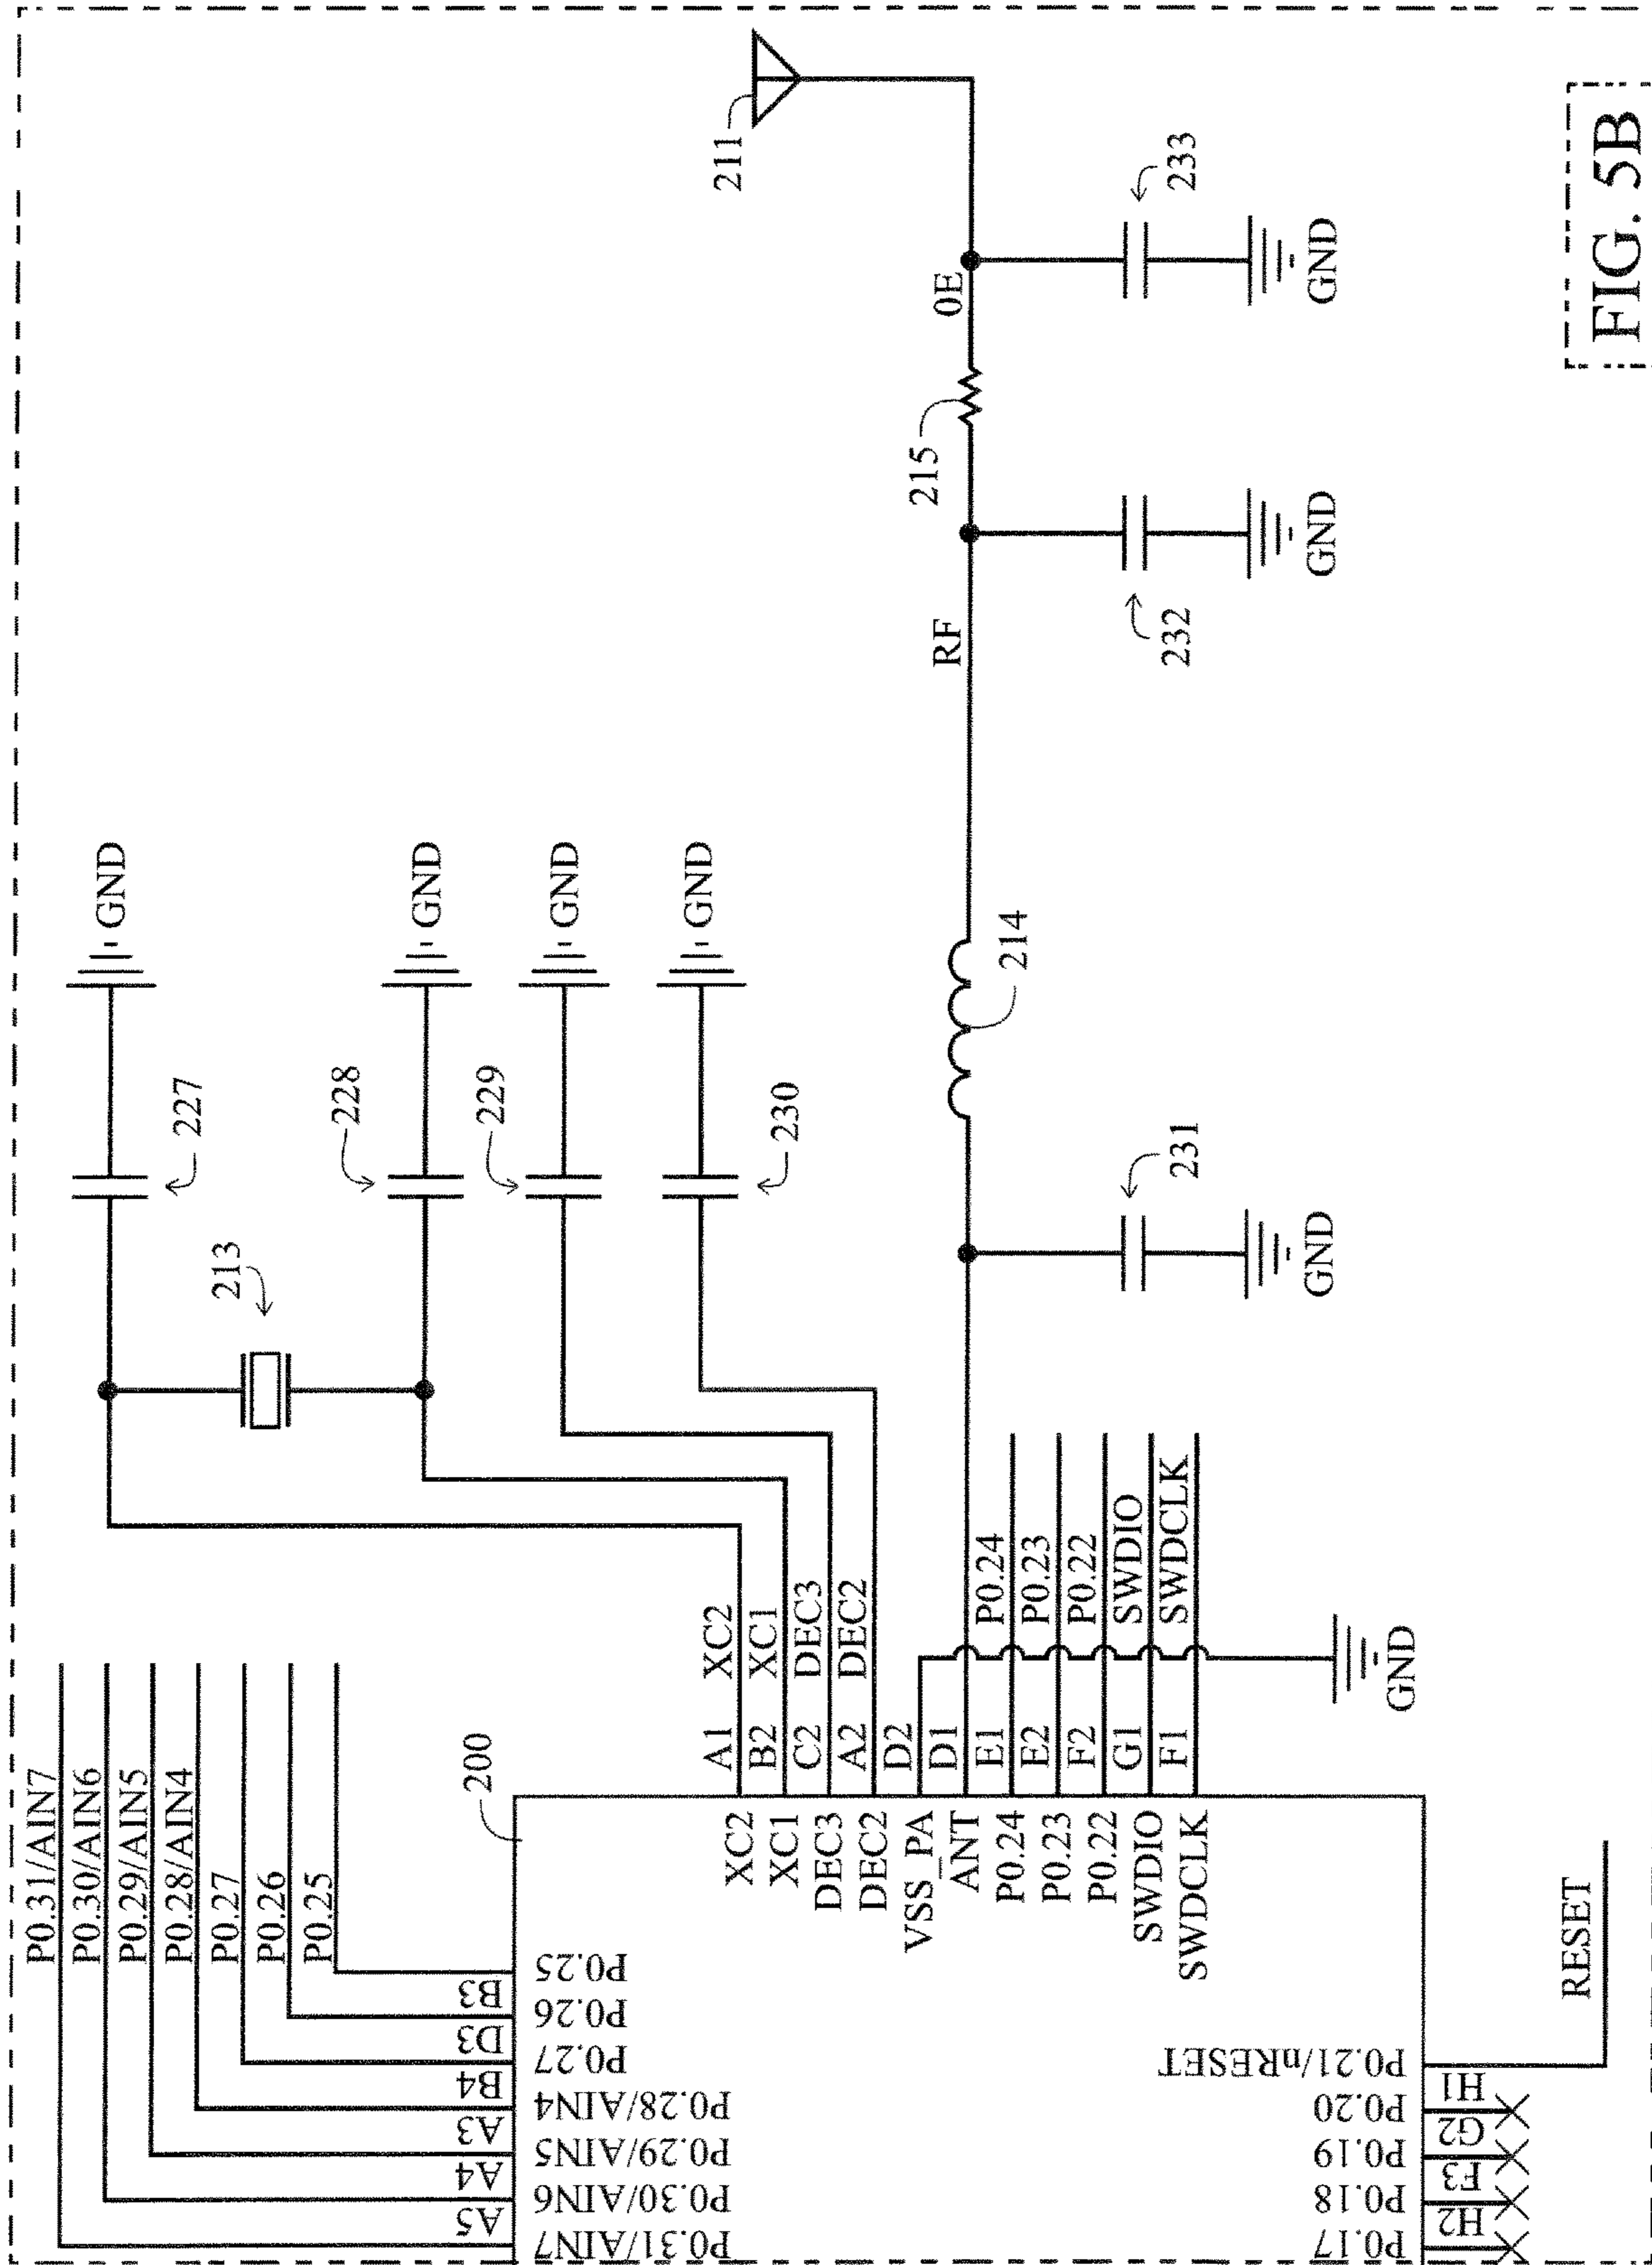 P0.31/AIN7
P0.30/AIN6
P0.29/AIN5
P0.28/AIN4
P0.27
P0.26
P0.25
A5
A4
A3
B4
D3
B3
P0.31/AIN7
P0.30/AIN6
P0.29/AIN5
P0.28/AIN4
P0.27
P0.26
P0.25
200
XC2
XC1
DEC3
DEC2
VSS_PA
ANT
P0.24
P0.23
P0.22
SWDIO
SWDCLK
A1 XC2
B2 XC1
C2 DEC3
A2 DEC2
D2
D1
E1 P0.24
E2 P0.23
F2 P0.22
G1 SWDIO
F1 SWDCLK
GND
213
227
GND
228
GND
229
GND
230
GND
231
GND
214
RF
232
GND
215
0E
233
GND
211
P0.17
P0.18
P0.19
P0.20
P0.21/nRESET
H2
F3
G2
H1
RESET
FIG. 5B